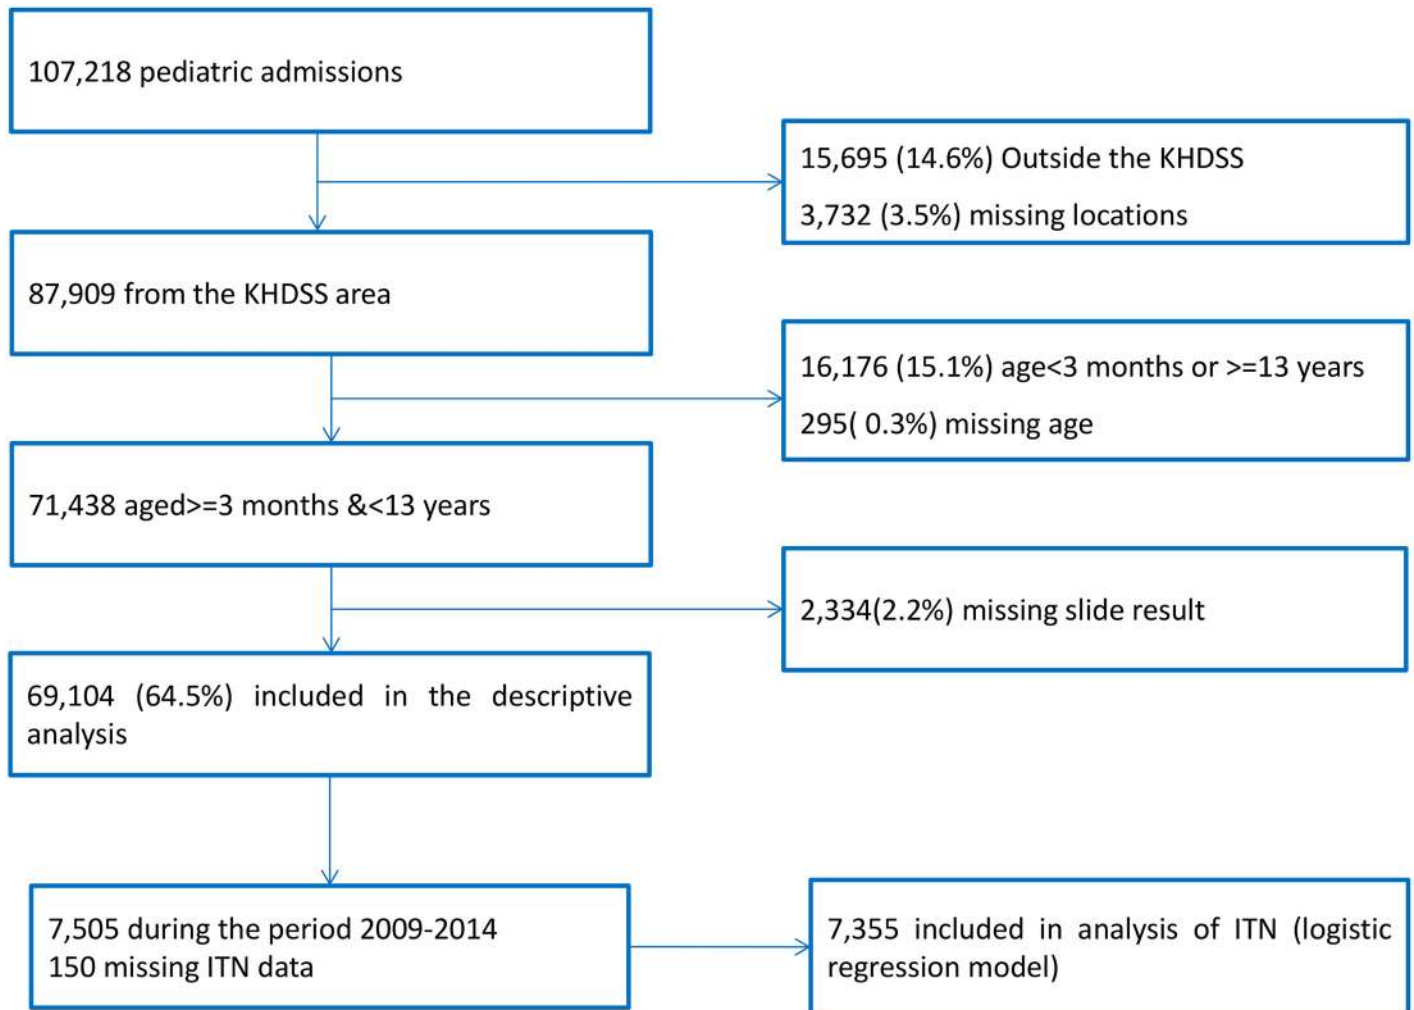 107,218 pediatric admissions
15,695 (14.6%) Outside the KHDSS
3,732 (3.5%) missing locations
87,909 from the KHDSS area
16,176 (15.1%) age<3 months or >=13 years
295( 0.3%) missing age
71,438 aged>=3 months &<13 years
2,334(2.2%) missing slide result
69,104 (64.5%) included in the descriptive
analysis
7,505 during the period 2009-2014
150 missing ITN data
7,355 included in analysis of ITN (logistic
regression model)